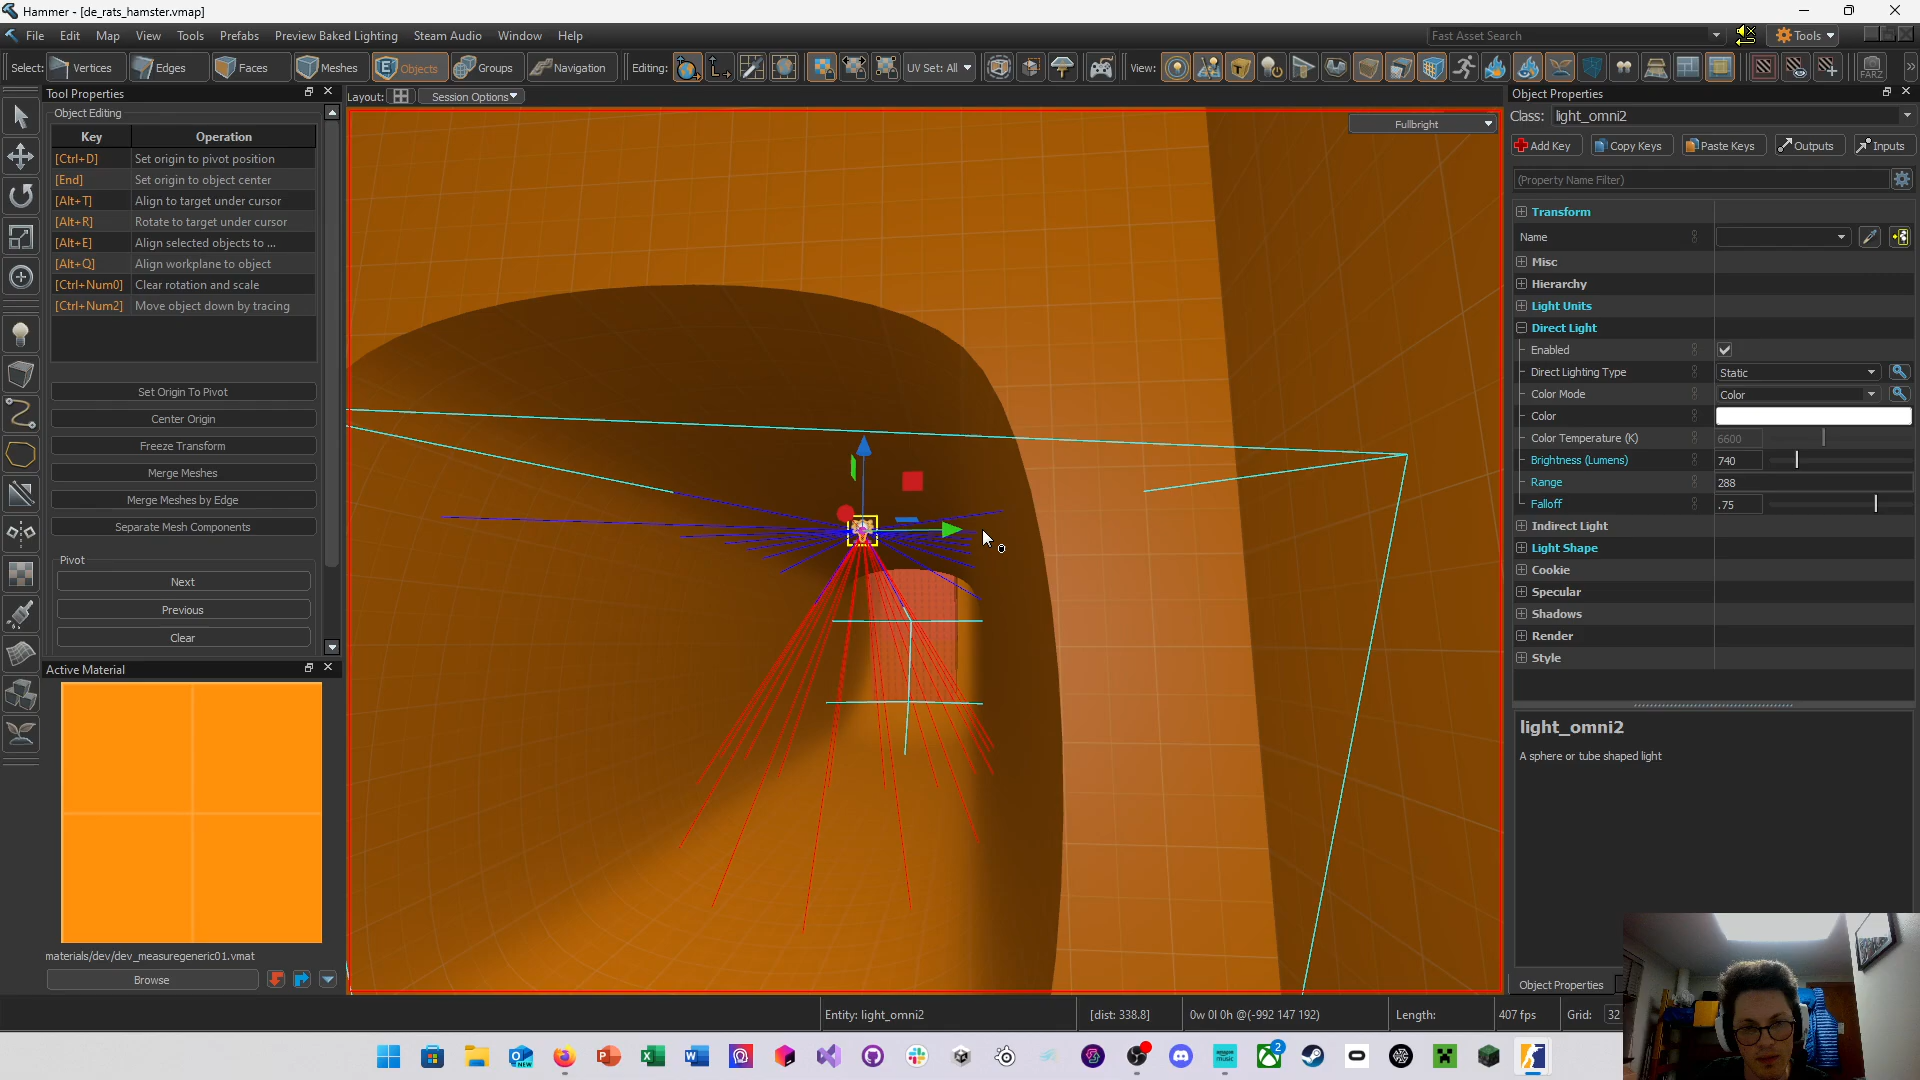 Hammer - [de_rats_hamster.vmap]
File Edit Map View Tools Prefabs Preview Baked Lighting Steam Audio Window Help
Fast Asset Search
Tools
Select: Vertices Edges Faces Meshes Objects Groups Navigation Editing: UV Set: All View: FARZ
Tool Properties
Layout: Session Options
Object Properties
Object Editing
Class: light_omni2
Key Operation
Fullbright
[Ctrl+D] Set origin to pivot position
Add Key Copy Keys Paste Keys Outputs Inputs
[End] Set origin to object center
(Property Name Filter)
[Alt+T] Align to target under cursor
[Alt+R] Rotate to target under cursor
Transform
[Alt+E] Align selected objects to ...
Name
[Alt+Q] Align workplane to object
Misc
[Ctrl+Num0] Clear rotation and scale
Hierarchy
[Ctrl+Num2] Move object down by tracing
Light Units
Direct Light
Enabled
Direct Lighting Type Static
Color Mode Color
Set Origin To Pivot
Color
Center Origin
Color Temperature (K) 6600
Freeze Transform
Brightness (Lumens) 740
Merge Meshes
Range 288
Merge Meshes by Edge
Falloff .75
Separate Mesh Components
Indirect Light
Pivot
Light Shape
Next
Cookie
Previous
Specular
Clear
Shadows
Render
Style
Active Material
light_omni2
A sphere or tube shaped light
materials/dev/dev_measuregeneric01.vmat
Browse
Object Properties
Entity: light_omni2 [dist: 338.8] 0w 0l 0h @(-992 147 192) Length: 407 fps Grid: 32
NEW
2